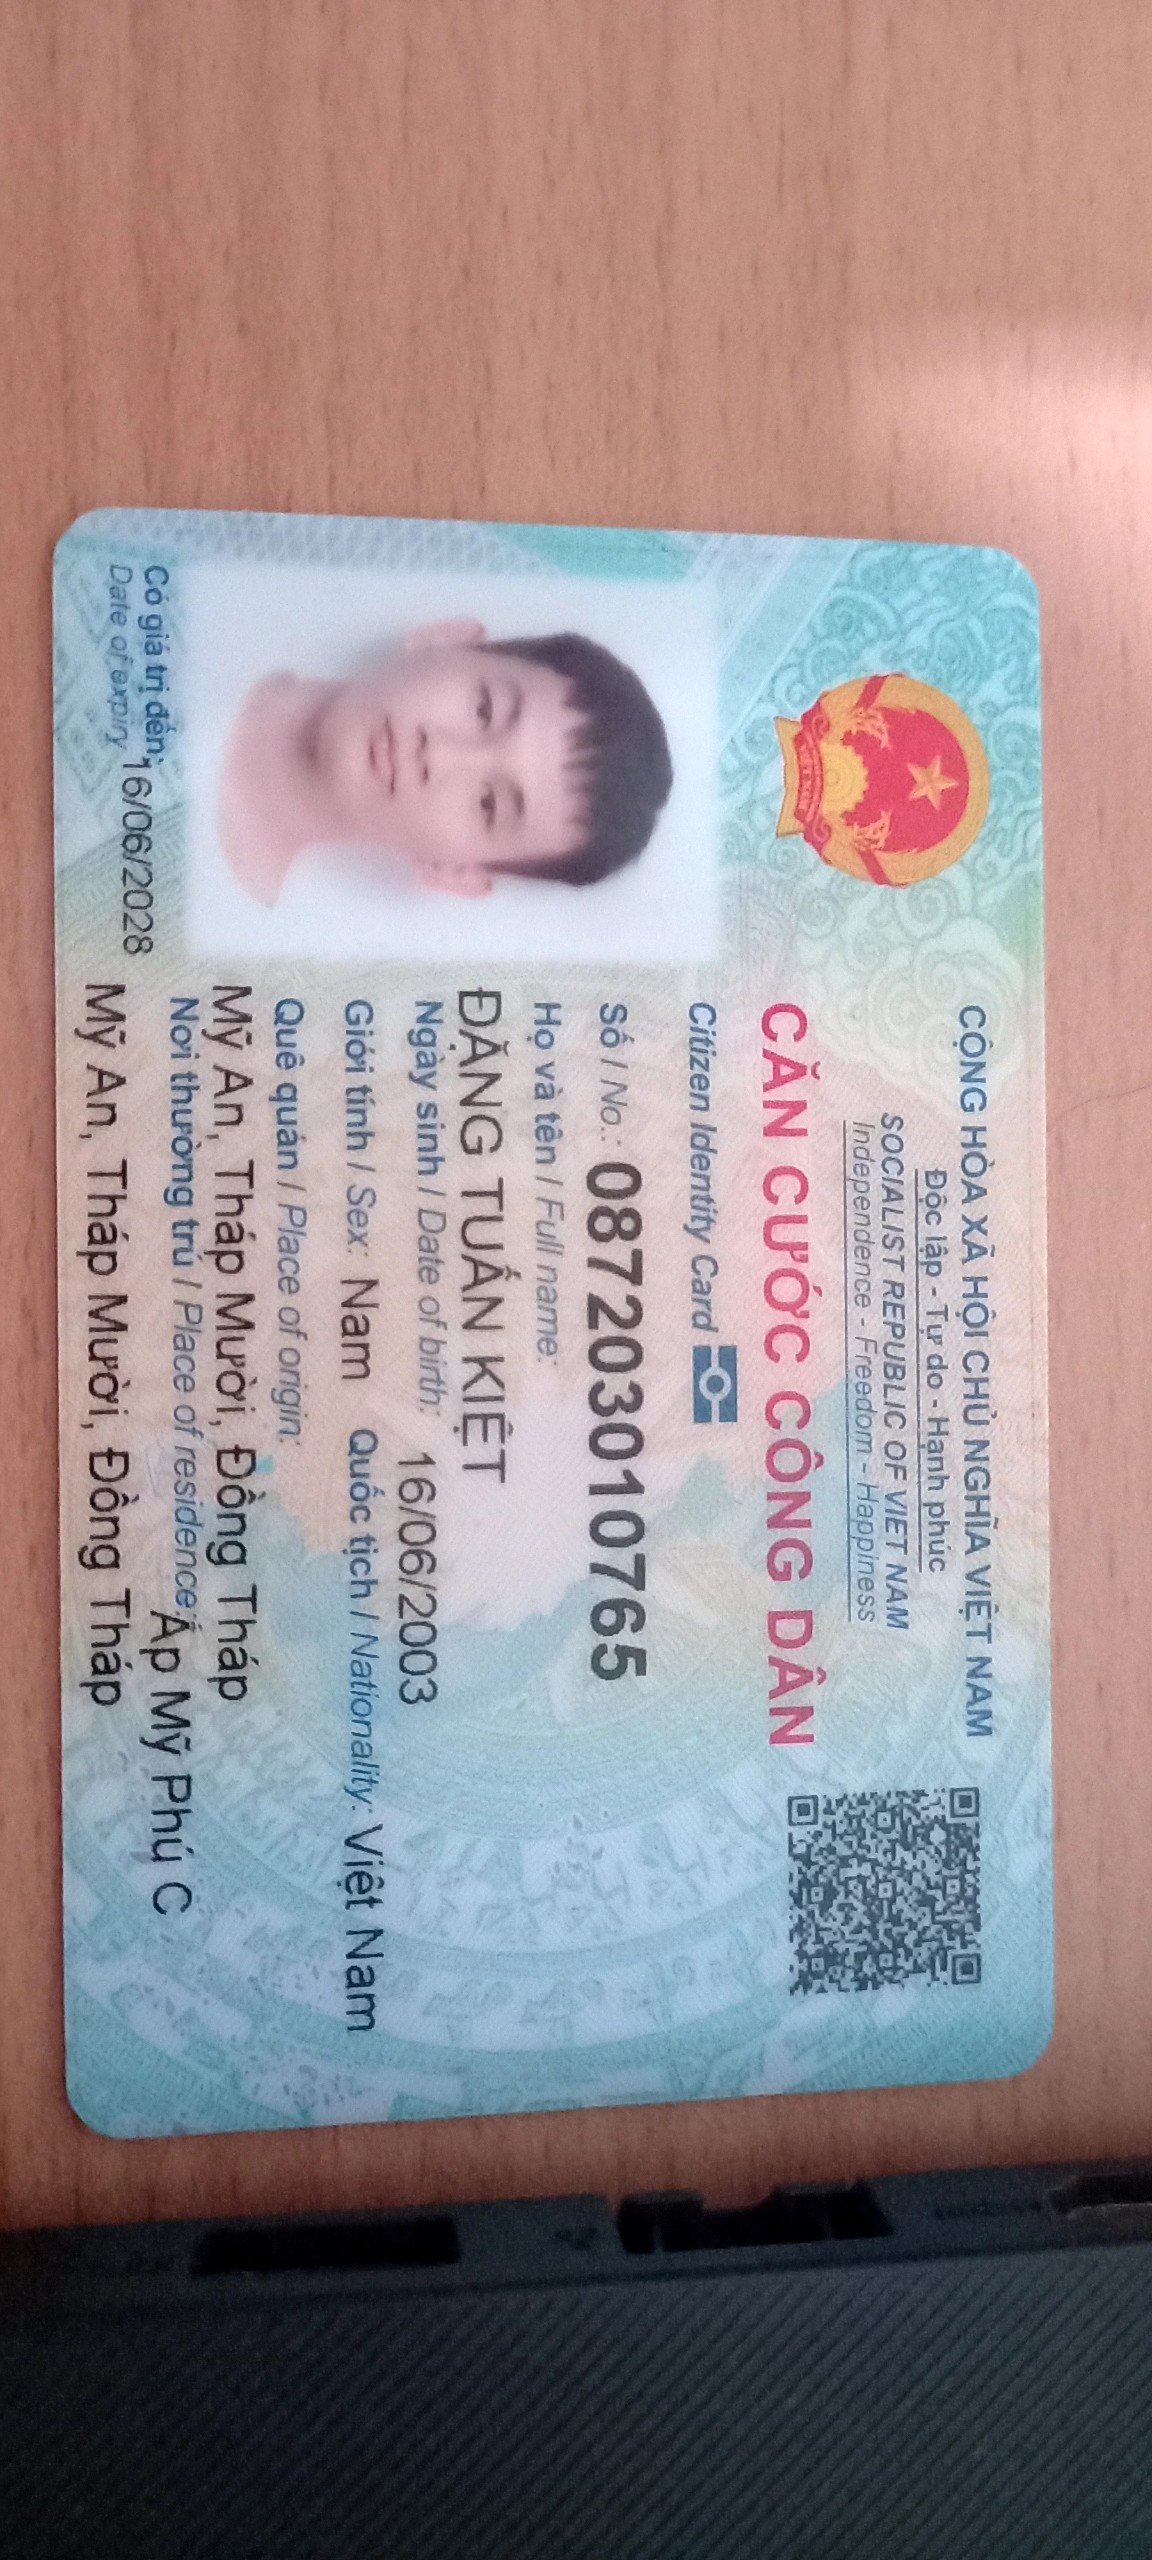 CỘNG HÒA XÃ HỘI CHỦ NGHĨA VIỆT NAM
Độc lập - Tự do - Hạnh phúc
SOCIALIST REPUBLIC OF VIET NAM
Independence - Freedom - Happiness
CĂN CƯỚC CÔNG DÂN
Citizen Identity Card
Số / No.: 087203010765
Họ và tên / Full name:
ĐẶNG TUẤN KIỆT
Ngày sinh / Date of birth: 16/06/2003
Giới tính / Sex: Nam Quốc tịch / Nationality: Việt Nam
Quê quán / Place of origin:
Mỹ An, Tháp Mười, Đồng Tháp
Nơi thường trú / Place of residence: Ấp Mỹ Phú C
Mỹ An, Tháp Mười, Đồng Tháp
Có giá trị đến: 16/06/2028
Date of expiry